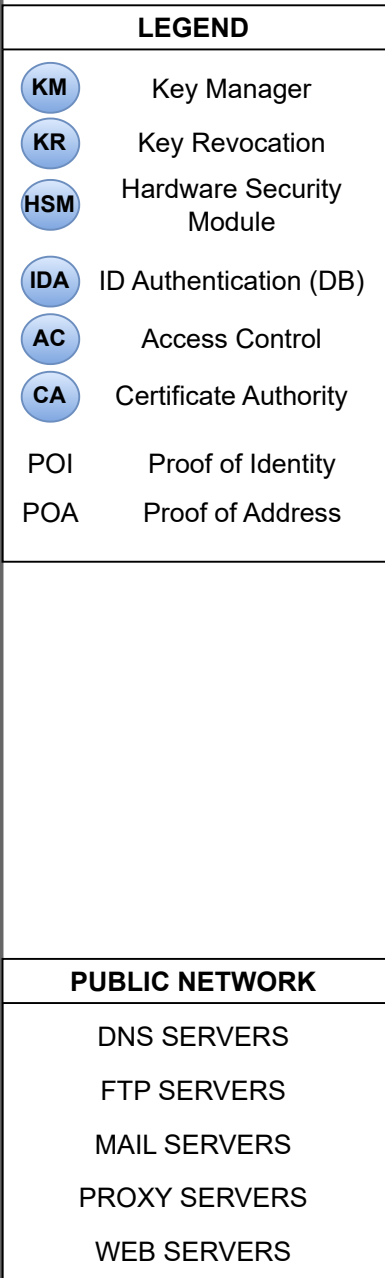 LEGEND
KM Key Manager
KR Key Revocation
HSM Hardware Security
Module
IDA ID Authentication (DB)
AC Access Control
CA Certificate Authority
POI Proof of Identity
POA Proof of Address
PUBLIC NETWORK
DNS SERVERS
FTP SERVERS
MAIL SERVERS
PROXY SERVERS
WEB SERVERS